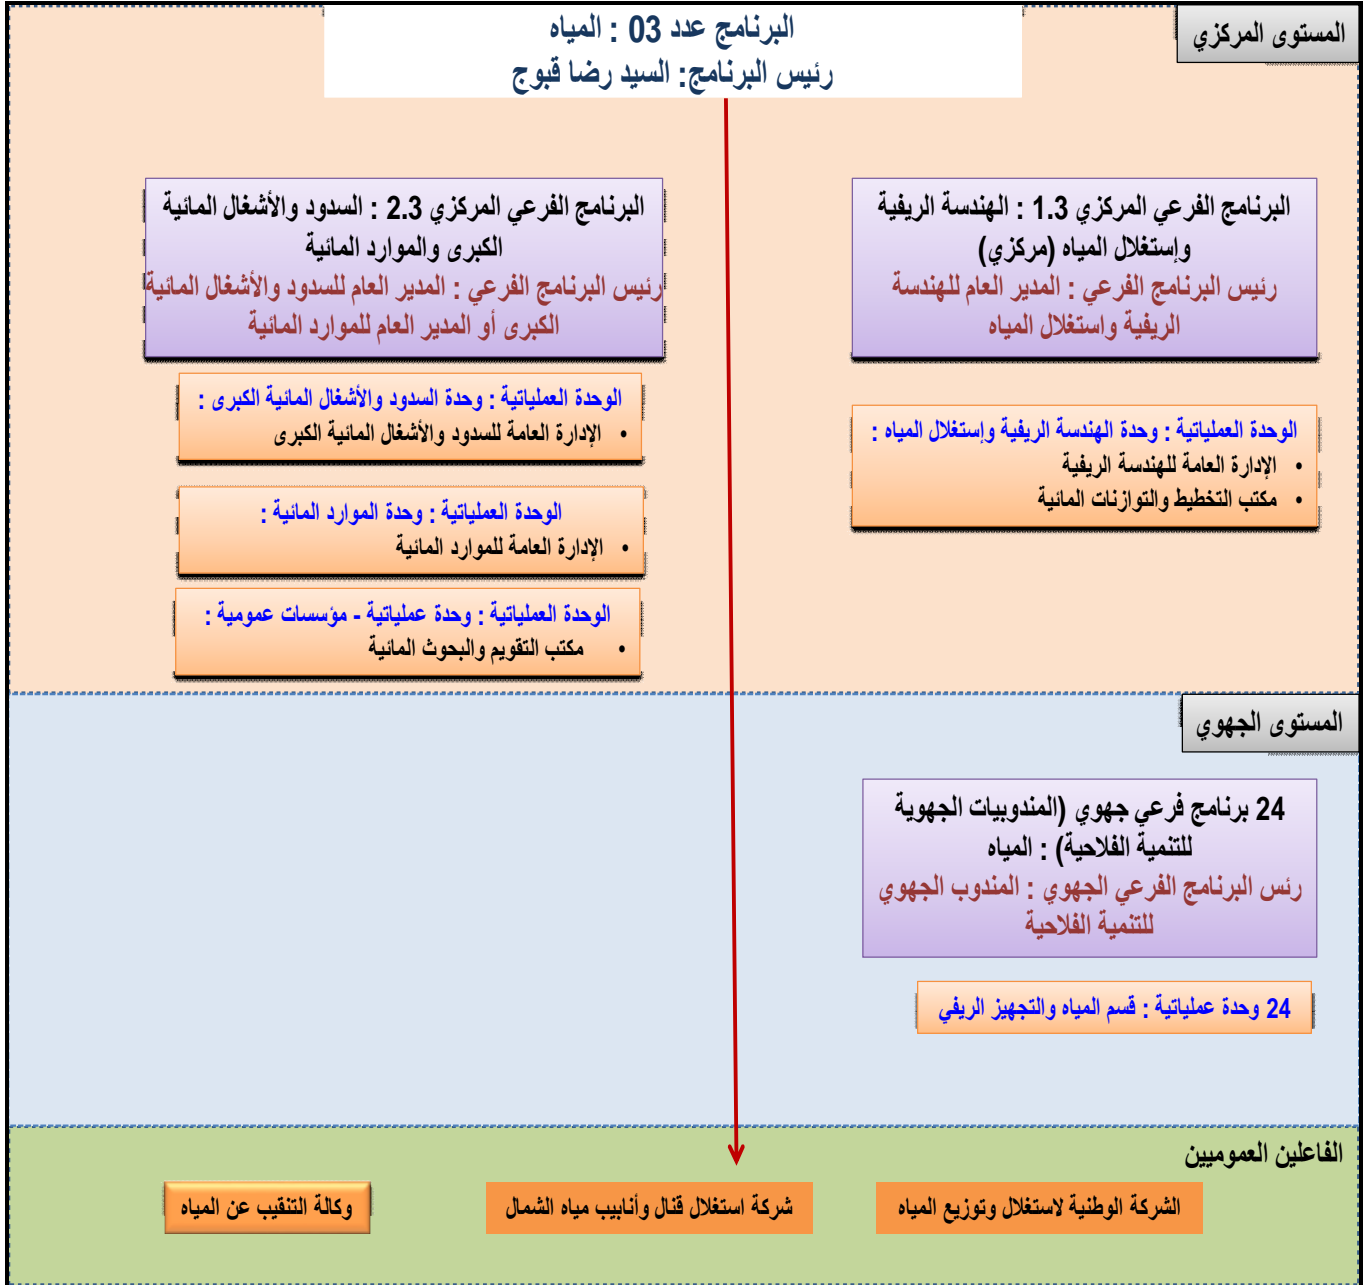 المستوى المركزي
البرنامج عدد 03 : المياه
رئيس البرنامج: السيد رضا قبوج
البرنامج الفرعي المركزي 1.3 : الهندسة الريفية
وإستغلال المياه (مركزي)
رئيس البرنامج الفرعي : المدير العام للهندسة
الريفية واستغلال المياه
الوحدة العملياتية : وحدة الهندسة الريفية وإستغلال المياه :
• الإدارة العامة للهندسة الريفية
• مكتب التخطيط والتوازنات المائية
البرنامج الفرعي المركزي 2.3 : السدود والأشغال المائية
الكبرى والموارد المائية
رئيس البرنامج الفرعي : المدير العام للسدود والأشغال المائية
الكبرى أو المدير العام للموارد المائية
الوحدة العملياتية : وحدة السدود والأشغال المائية الكبرى :
• الإدارة العامة للسدود والأشغال المائية الكبرى
الوحدة العملياتية : وحدة الموارد المائية :
• الإدارة العامة للموارد المائية
الوحدة العملياتية : وحدة عملياتية - مؤسسات عمومية :
• مكتب التقويم والبحوث المائية
المستوى الجهوي
24 برنامج فرعي جهوي (المندوبيات الجهوية
للتنمية الفلاحية) : المياه
رئس البرنامج الفرعي الجهوي : المندوب الجهوي
للتنمية الفلاحية
24 وحدة عملياتية : قسم المياه والتجهيز الريفي
الفاعلين العموميين
الشركة الوطنية لاستغلال وتوزيع المياه
شركة استغلال قنال وأنابيب مياه الشمال
وكالة التنقيب عن المياه